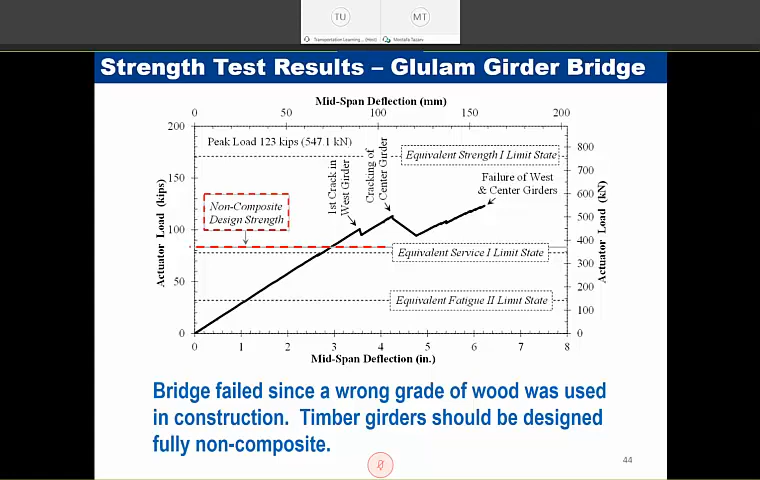 TU
MT
Transportation Learning ... (Host)
Mostafa Tazarv
Strength Test Results – Glulam Girder Bridge
Mid-Span Deflection (mm)
0 50 100 150 200
200
150
100
50
0
Actuator Load (kips)
Peak Load 123 kips (547.1 kN)
1st Crack in
West Girder
Cracking of
Center Girder
Equivalent Strength I Limit State
Failure of West
& Center Girders
Non-Composite
Design Strength
Equivalent Service I Limit State
Equivalent Fatigue II Limit State
800
700
600
500
400
300
200
100
0
Actuator Load (kN)
0 1 2 3 4 5 6 7 8
Mid-Span Deflection (in.)
Bridge failed since a wrong grade of wood was used
in construction. Timber girders should be designed
fully non-composite.
44